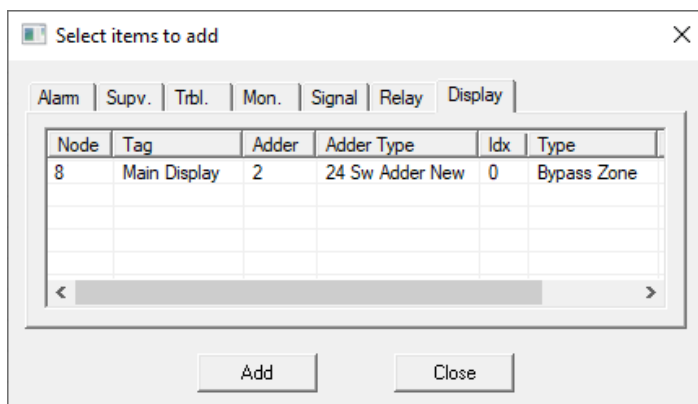 Select items to add
Alarm Supv. Trbl. Mon. Signal Relay Display
Node Tag Adder Adder Type Idx Type
8 Main Display 2 24 Sw Adder New 0 Bypass Zone
Add Close